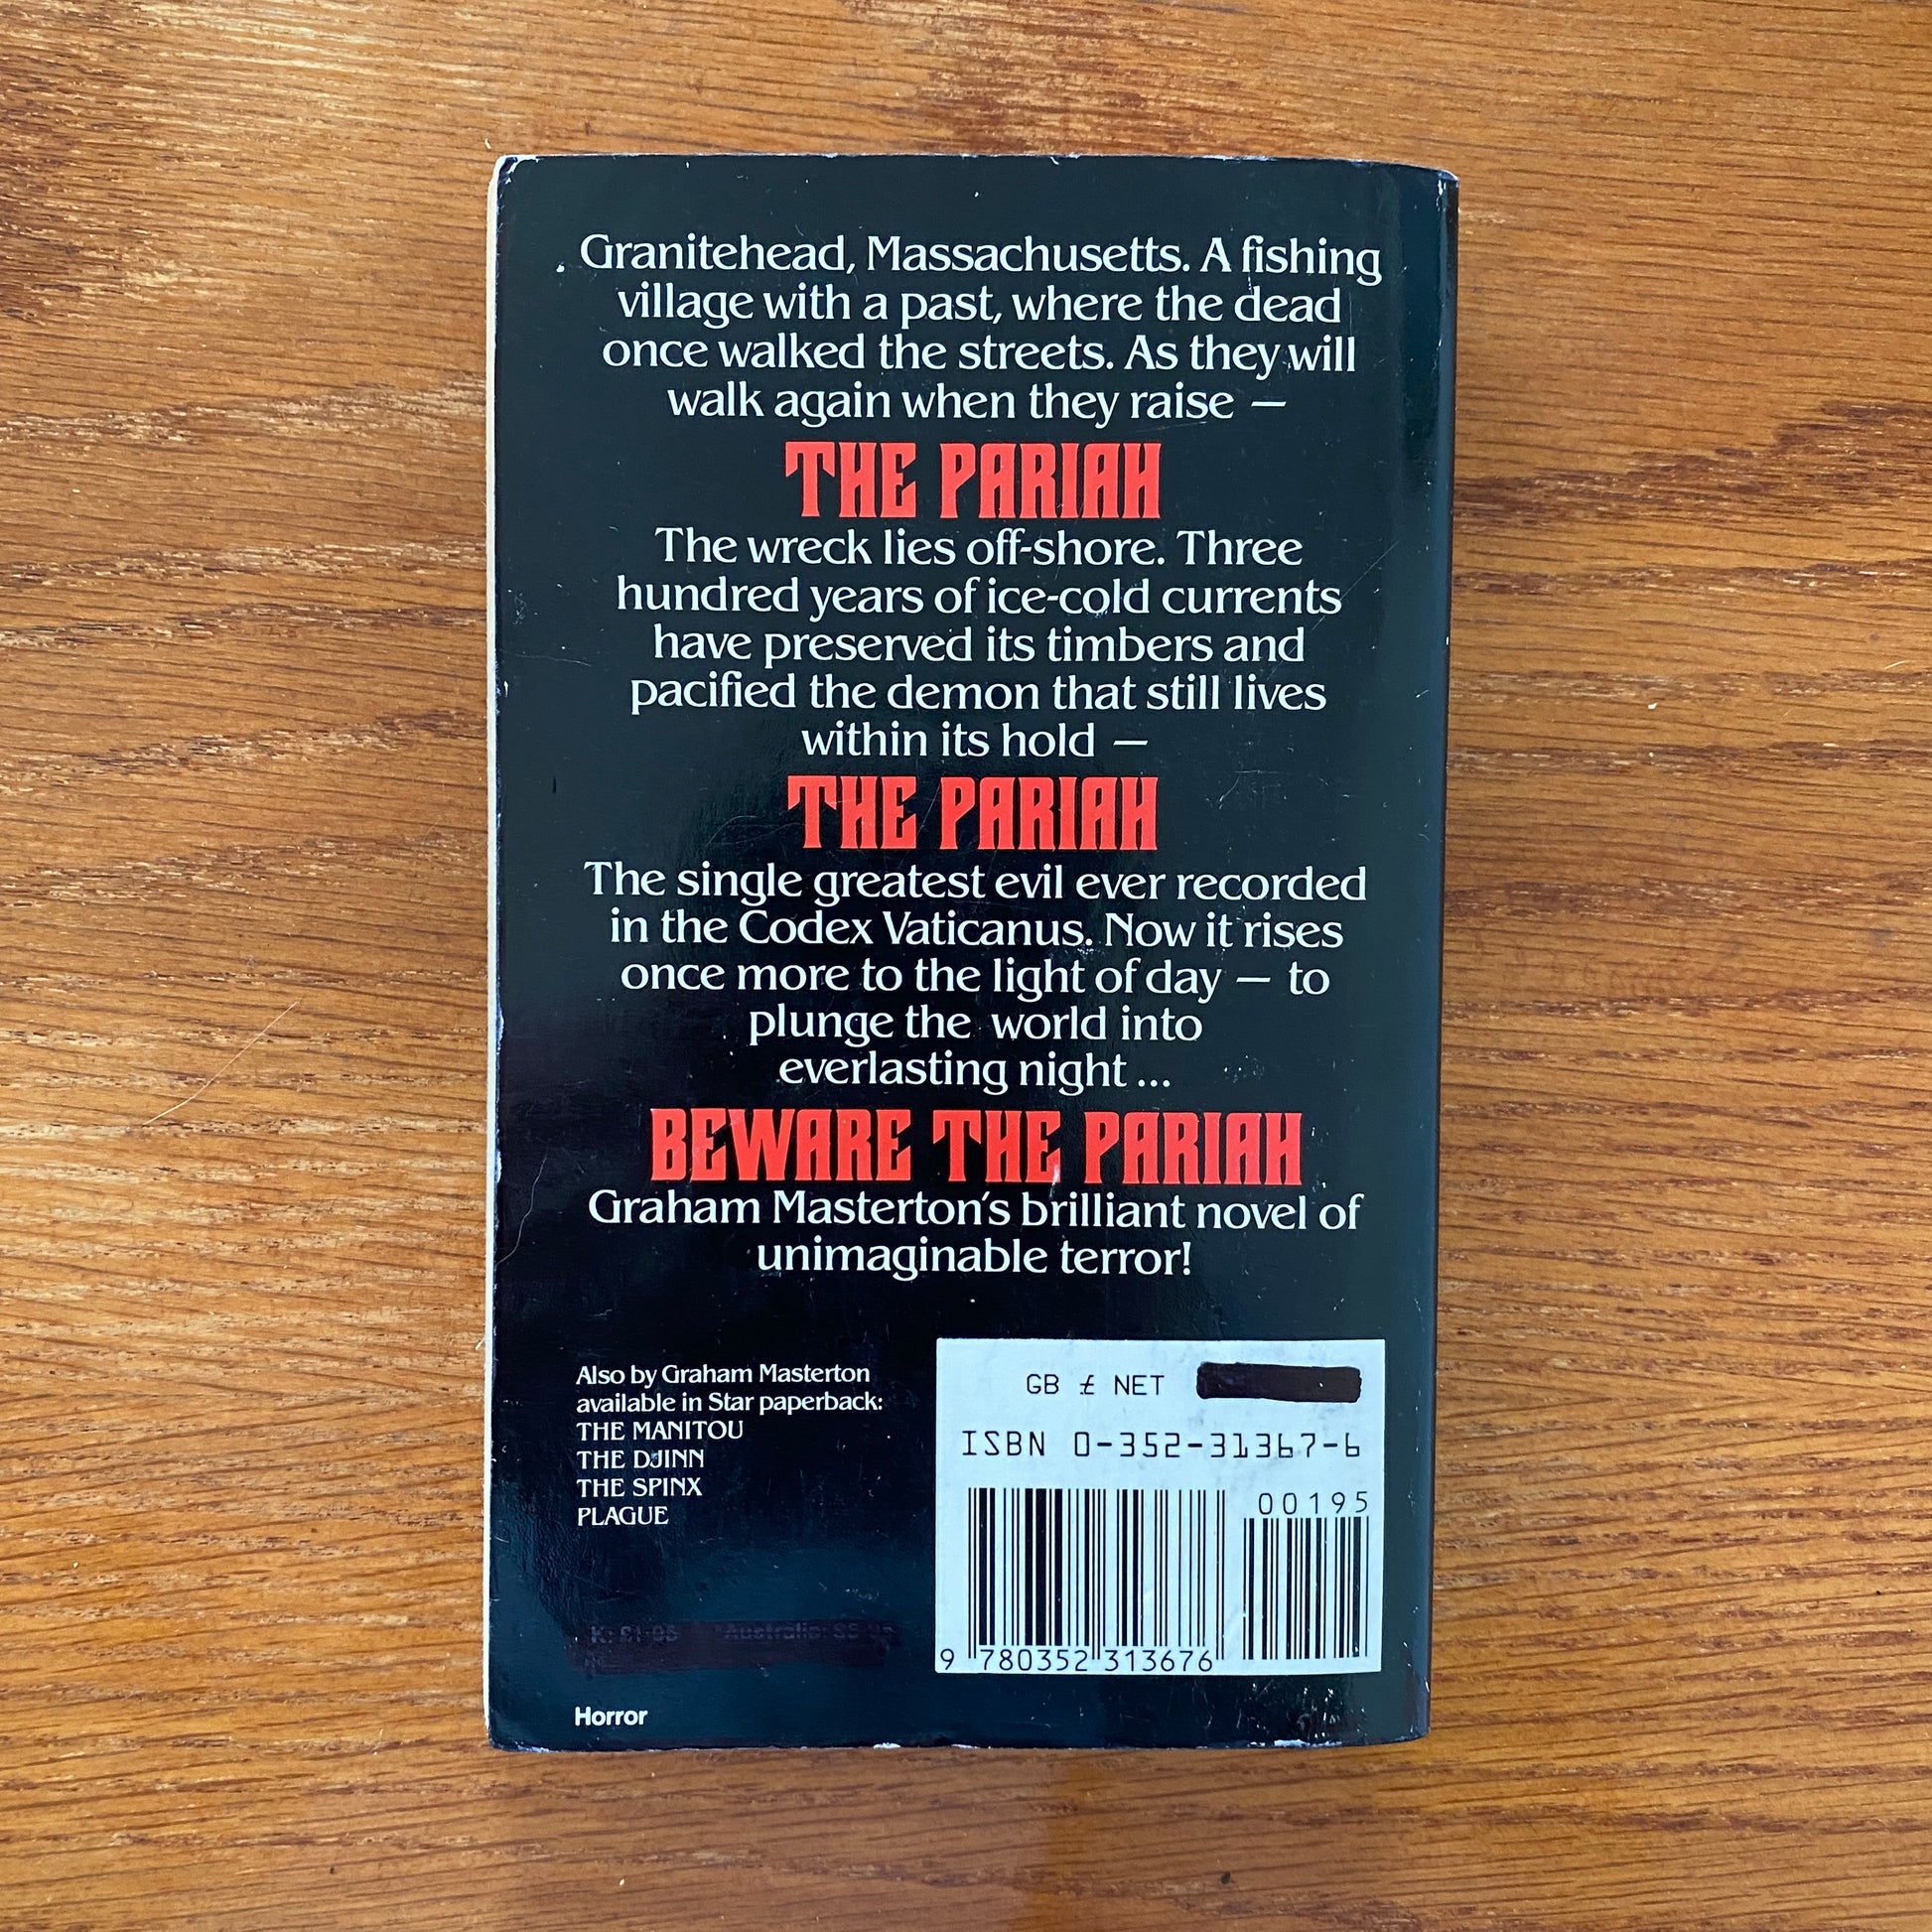 Granitehead, Massachusetts. A fishing
village with a past, where the dead
once walked the streets. As they will
walk again when they raise —
THE PARIAH
The wreck lies off-shore. Three
hundred years of ice-cold currents
have preserved its timbers and
pacified the demon that still lives
within its hold —
THE PARIAH
The single greatest evil ever recorded
in the Codex Vaticanus. Now it rises
once more to the light of day — to
plunge the world into
everlasting night ...
BEWARE THE PARIAH
Graham Masterton's brilliant novel of
unimaginable terror!
Also by Graham Masterton
available in Star paperback:
THE MANITOU
THE DJINN
THE SPINX
PLAGUE
Australia:
Horror
GB £ NET
ISBN 0-352-31367-6
00195
9 780352 313676